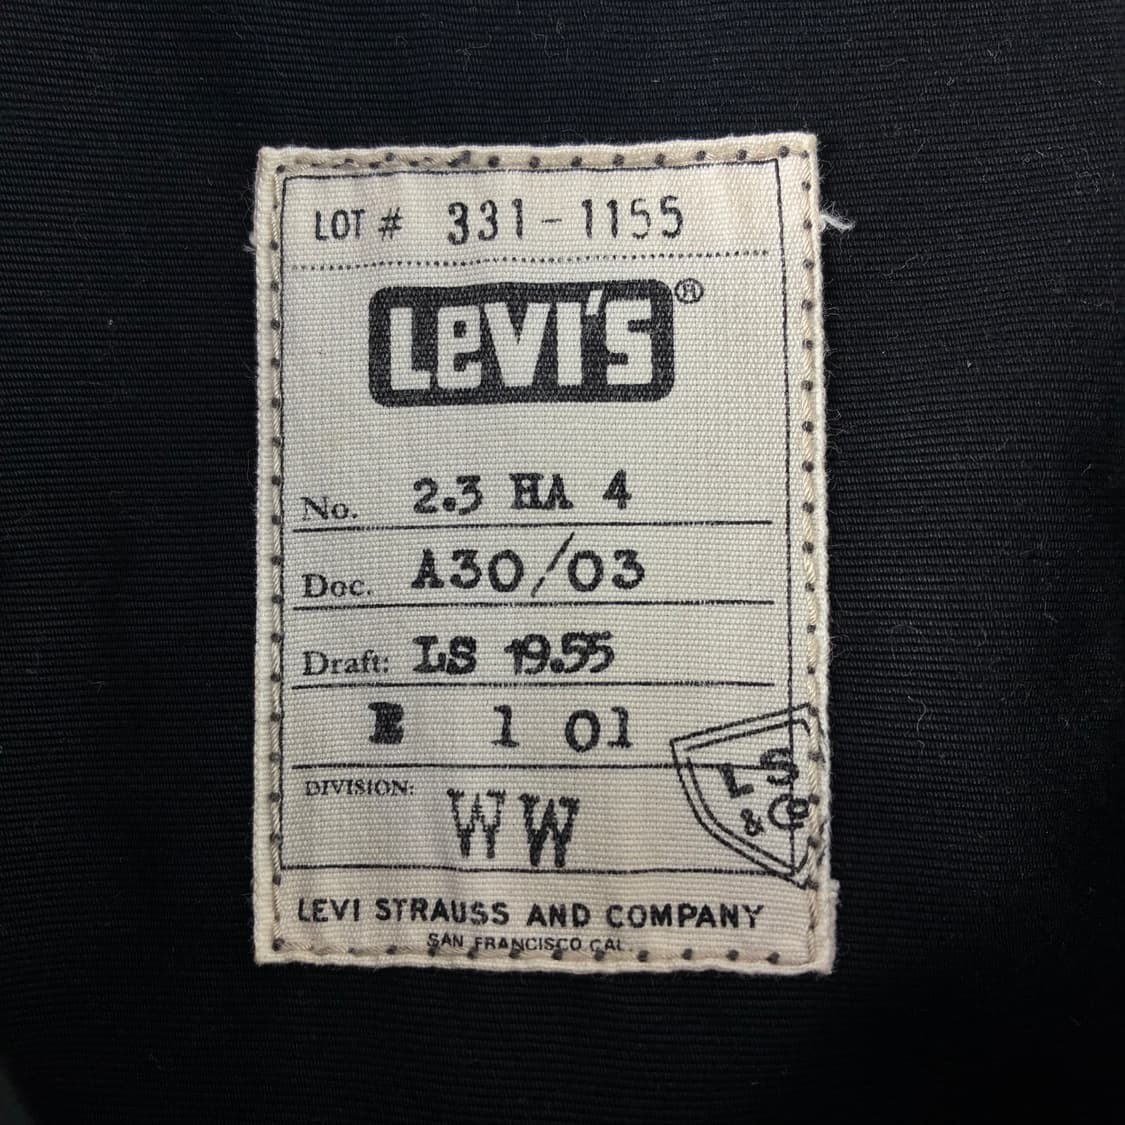 LOT # 331-1155
LEVI'S®
No. 2.3 HA 4
Doc. A30/03
Draft: LS 19.55
E 1 01
DIVISION: WW
LS
& Co
LEVI STRAUSS AND COMPANY
SAN FRANCISCO CAL.